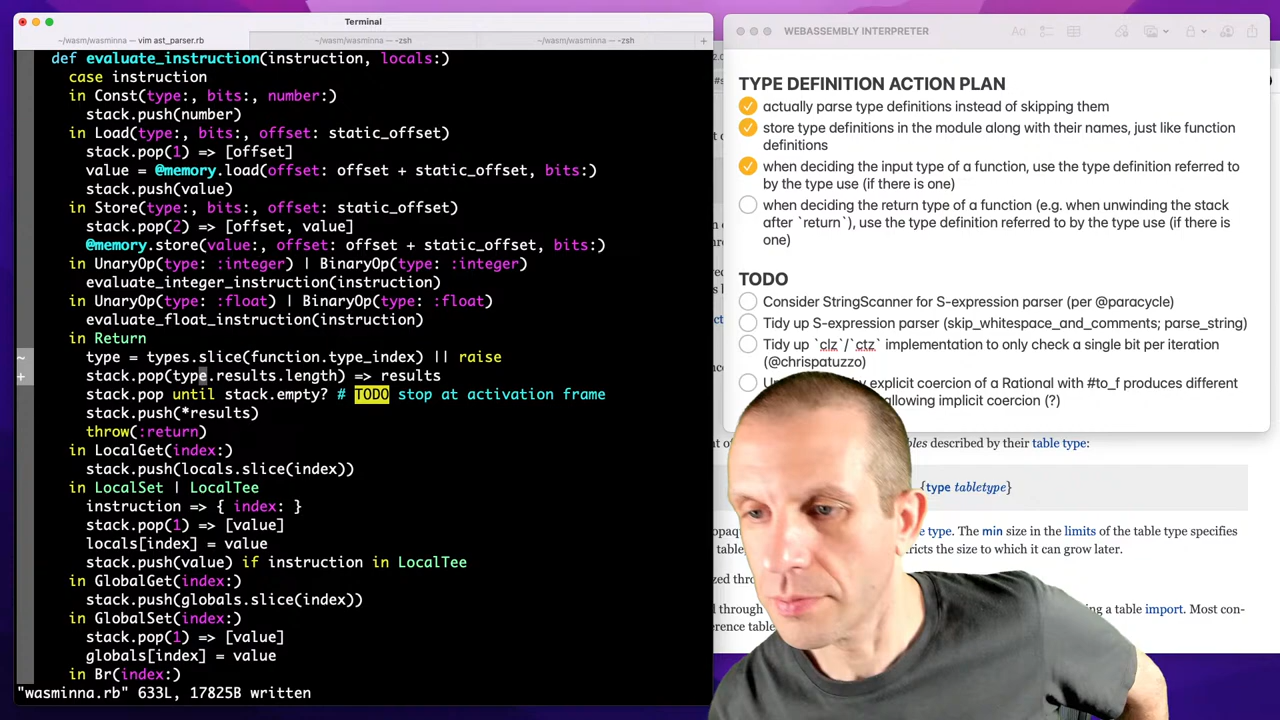 Terminal
~/wasm/wasminna — vim ast_parser.rb
~/wasm/wasminna — -zsh
~/wasm/wasminna — -zsh
+
def evaluate_instruction(instruction, locals:)
case instruction
in Const(type:, bits:, number:)
stack.push(number)
in Load(type:, bits:, offset: static_offset)
stack.pop(1) => [offset]
value = @memory.load(offset: offset + static_offset, bits:)
stack.push(value)
in Store(type:, bits:, offset: static_offset)
stack.pop(2) => [offset, value]
@memory.store(value:, offset: offset + static_offset, bits:)
in UnaryOp(type: :integer) | BinaryOp(type: :integer)
evaluate_integer_instruction(instruction)
in UnaryOp(type: :float) | BinaryOp(type: :float)
evaluate_float_instruction(instruction)
in Return
~ type = types.slice(function.type_index) || raise
+ stack.pop(type.results.length) => results
stack.pop until stack.empty? # TODO stop at activation frame
stack.push(*results)
throw(:return)
in LocalGet(index:)
stack.push(locals.slice(index))
in LocalSet | LocalTee
instruction => { index: }
stack.pop(1) => [value]
locals[index] = value
stack.push(value) if instruction in LocalTee
in GlobalGet(index:)
stack.push(globals.slice(index))
in GlobalSet(index:)
stack.pop(1) => [value]
globals[index] = value
in Br(index:)
"wasminna.rb" 633L, 17825B written
WEBASSEMBLY INTERPRETER
Aa
TYPE DEFINITION ACTION PLAN
actually parse type definitions instead of skipping them
store type definitions in the module along with their names, just like function
definitions
when deciding the input type of a function, use the type definition referred to
by the type use (if there is one)
when deciding the return type of a function (e.g. when unwinding the stack
after `return`), use the type definition referred to by the type use (if there is
one)
TODO
Consider StringScanner for S-expression parser (per @paracycle)
Tidy up S-expression parser (skip_whitespace_and_comments; parse_string)
Tidy up `clz`/`ctz` implementation to only check a single bit per iteration
(@chrispatuzzo)
by explicit coercion of a Rational with #to_f produces different
allowing implicit coercion (?)
described by their table type:
{type tabletype}
type. The min size in the limits of the table type specifies
the size to which it can grow later.
a table import. Most con-